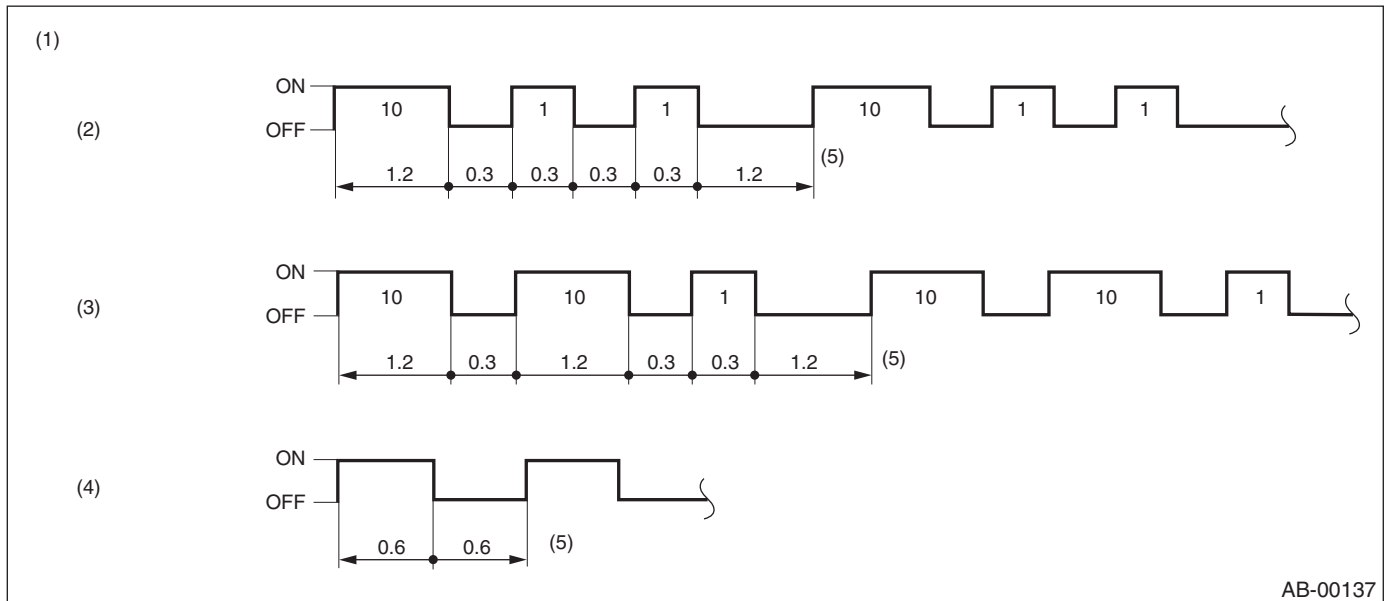 (1)
ON
10 1 1 10 1 1
(2)
OFF
(5)
1.2 0.3 0.3 0.3 0.3 1.2
ON
10 10 1 10 10 1
(3)
OFF
1.2 0.3 1.2 0.3 0.3 1.2 (5)
ON
(4)
OFF
0.6 0.6 (5)
AB-00137